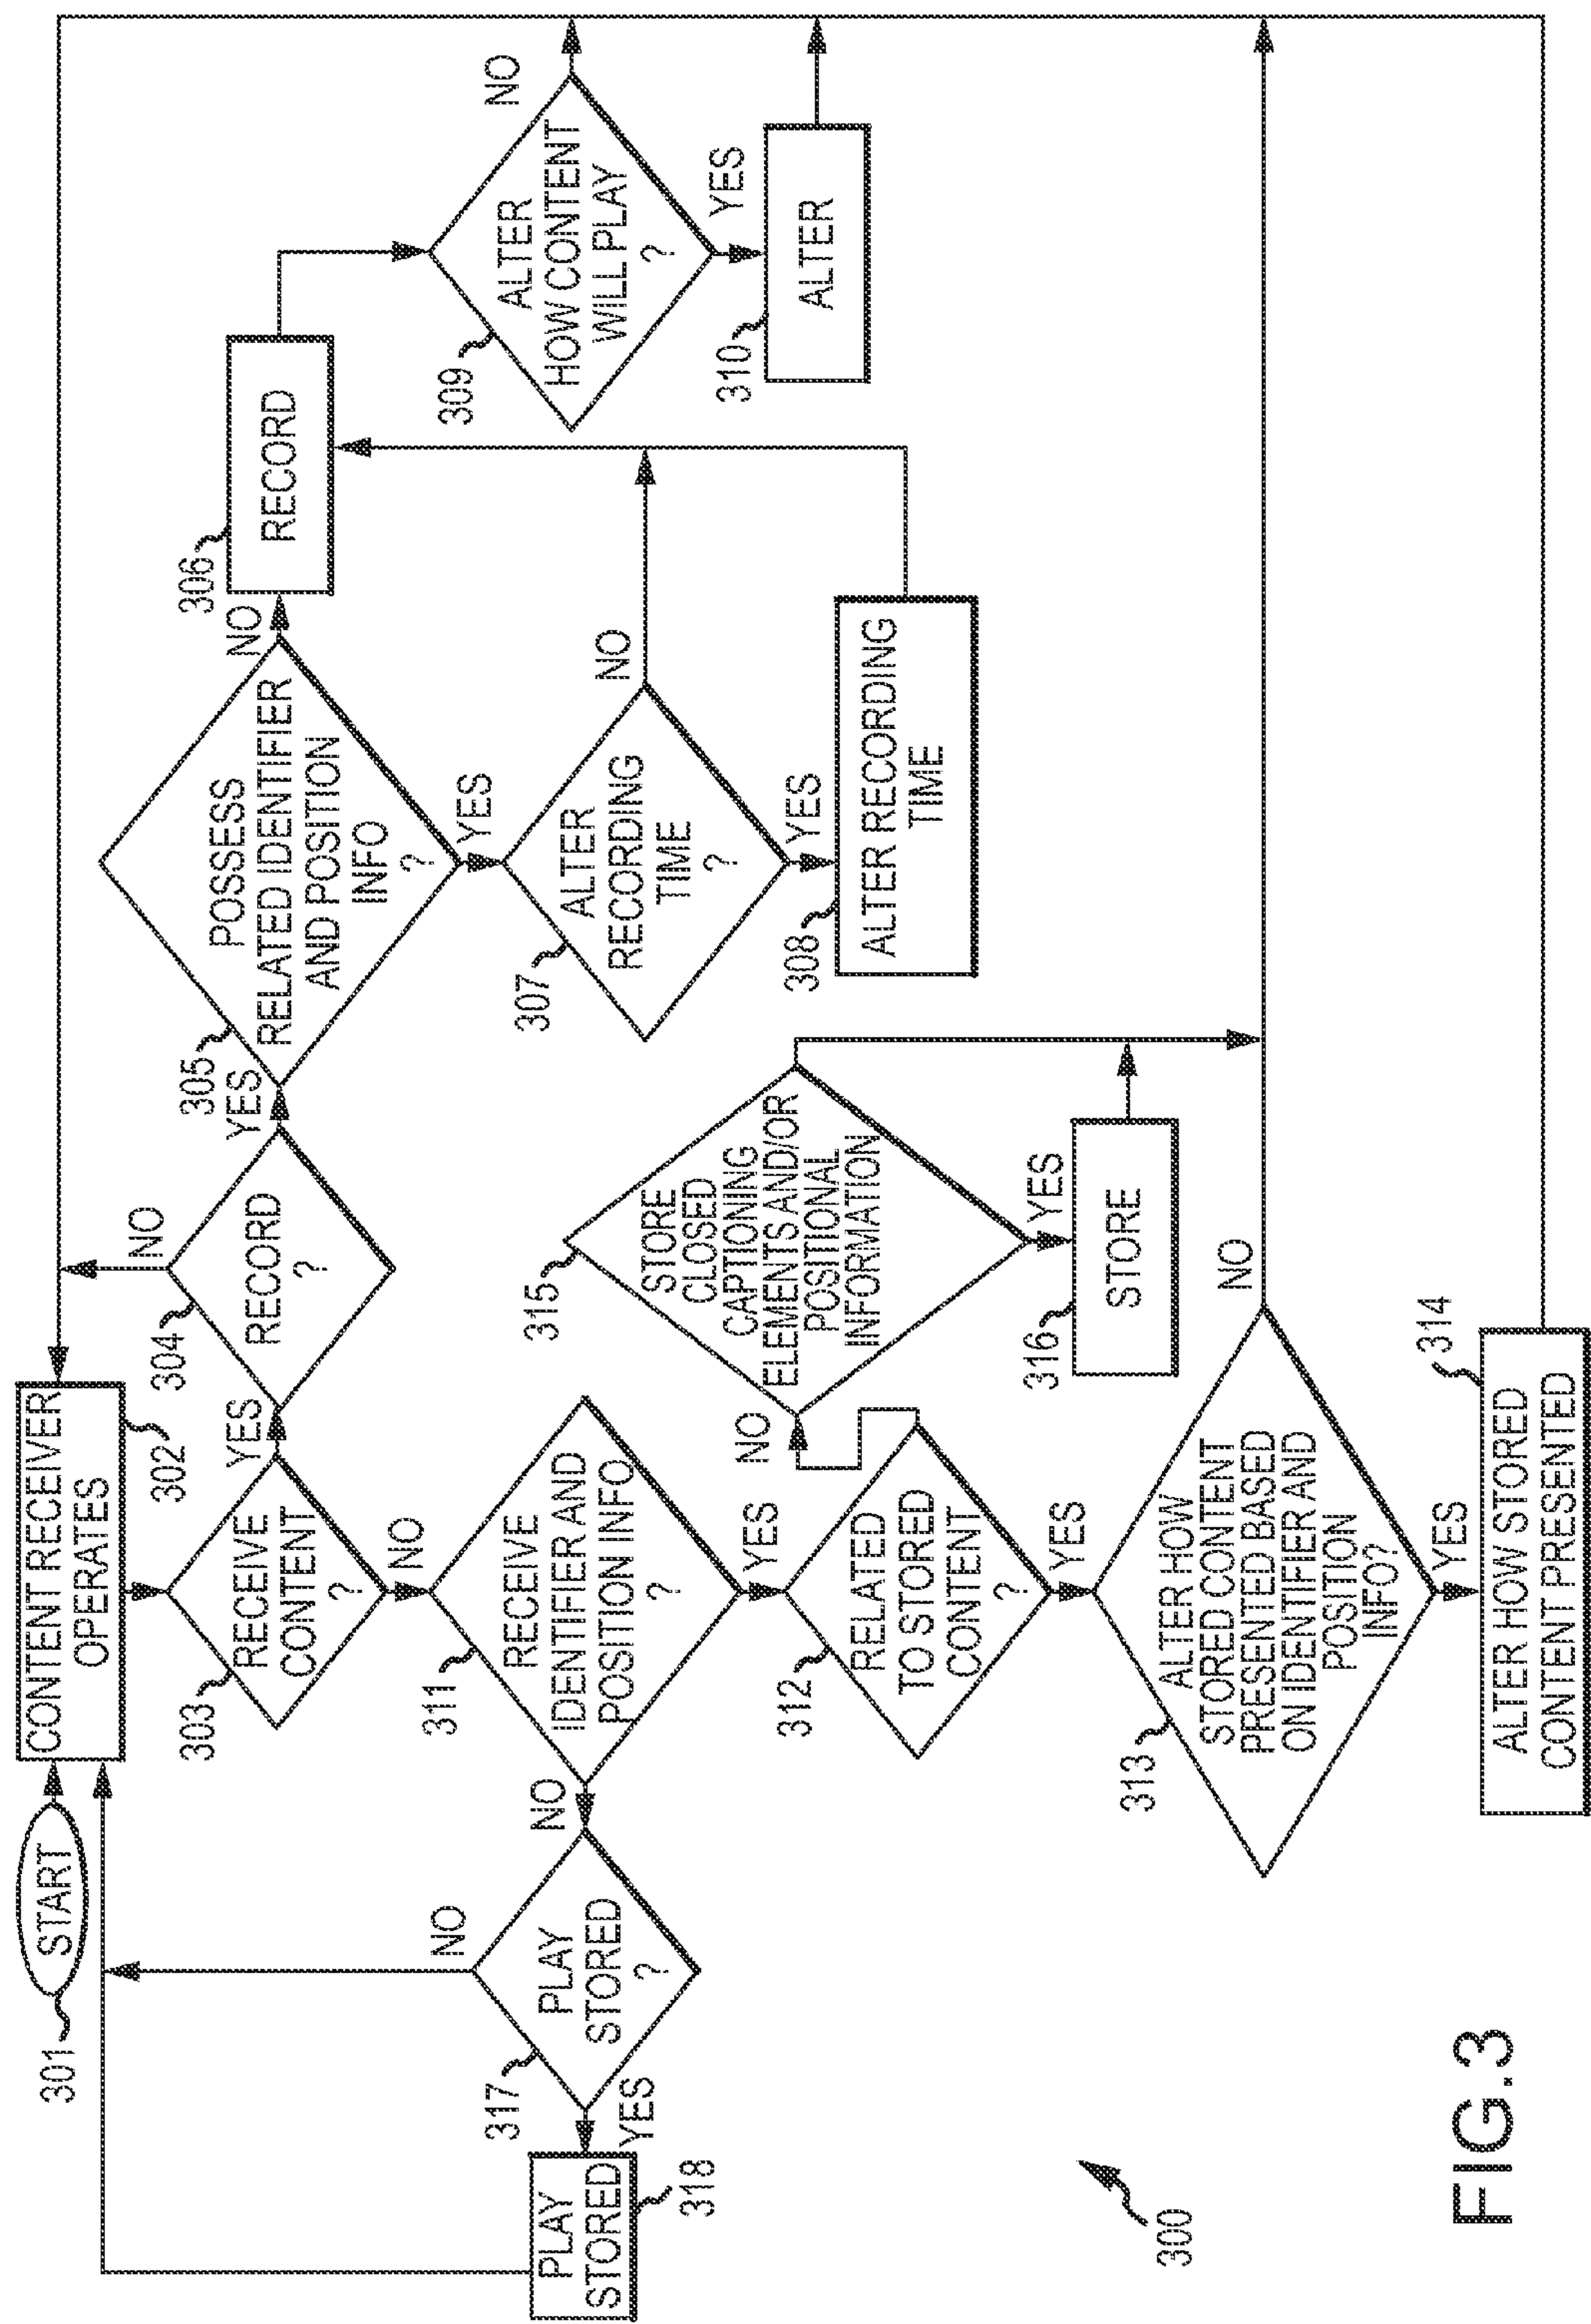 301
START
CONTENT RECEIVER
OPERATES
302
303
RECEIVE
CONTENT
?
YES
NO
304
RECORD
?
NO
YES
305
POSSESS
RELATED IDENTIFIER
AND POSITION
INFO
?
NO
YES
306
RECORD
307
ALTER
RECORDING
TIME
?
NO
YES
308
ALTER RECORDING
TIME
309
ALTER
HOW CONTENT
WILL PLAY
?
NO
YES
310
ALTER
311
RECEIVE
IDENTIFIER AND
POSITION INFO
?
NO
YES
312
RELATED
TO STORED
CONTENT
?
NO
YES
313
ALTER HOW
STORED CONTENT
PRESENTED BASED
ON IDENTIFIER AND
POSITION
INFO?
NO
YES
314
ALTER HOW STORED
CONTENT PRESENTED
315
STORE
CLOSED
CAPTIONING
ELEMENTS AND/OR
POSITIONAL
INFORMATION
YES
316
STORE
317
PLAY
STORED
?
NO
YES
318
PLAY
STORED
300
FIG.3